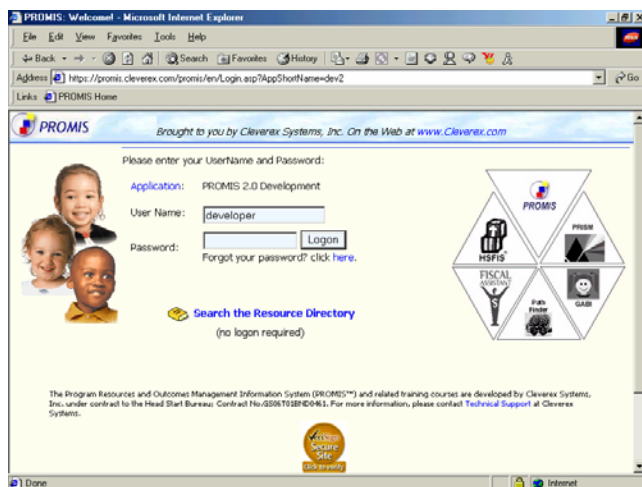 PROMIS: Welcome! - Microsoft Internet Explorer
File Edit View Favorites Tools Help
Back Search Favorites History
Address https://promis.cleverex.com/promis/en/Login.asp?AppShortName=dev2 Go
Links PROMIS Home
PROMIS Brought to you by Cleverex Systems, Inc. On the Web at www.Cleverex.com
Please enter your UserName and Password:
Application: PROMIS 2.0 Development
User Name: developer
Password: Logon
Forgot your password? click here.
Search the Resource Directory
(no logon required)
PROMIS
HSFIS
PRISM
FISCAL
ASSISTANT
Path
Finder
GABI
The Program Resources and Outcomes Management Information System (PROMIS™) and related training courses are developed by Cleverex Systems,
Inc. under contract to the Head Start Bureau; Contract No.GS06T01BND0461. For more information, please contact Technical Support at Cleverex
Systems.
Secure
Site
Click to verify
Done Internet